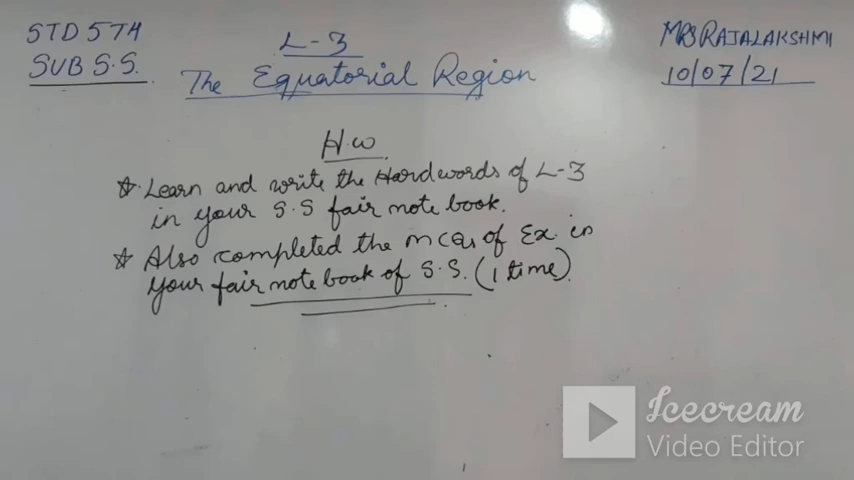 STD 5TH
SUB S.S.
L-3
The Equatorial Region
MRS RAJALAKSHMI
10/07/21
H.w
☆ Learn and write the Hardwords of L-3
in your S.S fair note book.
☆ Also completed the mcqs of Ex. in
your fair note book of S.S. (1 time)
Icecream
Video Editor